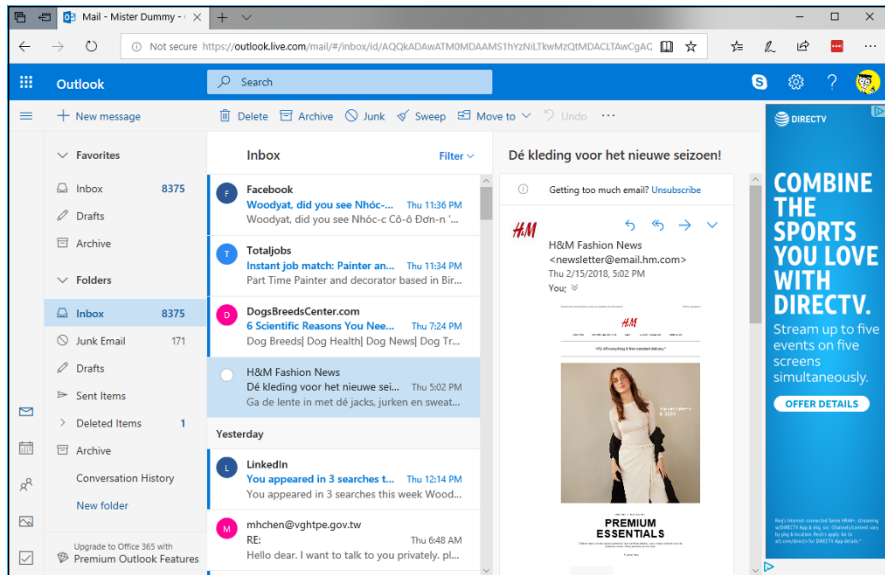 Mail - Mister Dummy -
Not secure https://outlook.live.com/mail/#/inbox/id/AQQkADAwATM0MDAAMS1hYzNiLTkwMzQtMDACLTAwCgAQ
Outlook
Search
New message
Delete Archive Junk Sweep Move to Undo ...
Favorites
Inbox 8375
Drafts
Archive
Folders
Inbox 8375
Junk Email 171
Drafts
Sent Items
Deleted Items 1
Archive
Conversation History
New folder
Upgrade to Office 365 with
Premium Outlook Features
Inbox Filter
F
Facebook
Woodyat, did you see Nhóc-... Thu 11:36 PM
Woodyat, did you see Nhóc-c Cô-ô Đơn-n '...
T
Totaljobs
Instant job match: Painter an... Thu 11:34 PM
Part Time Painter and decorator based in Bir...
D
DogsBreedsCenter.com
6 Scientific Reasons You Nee... Thu 7:24 PM
Dog Breeds| Dog Health| Dog News| Dog Tr...
H&M Fashion News
Dé kleding voor het nieuwe sei... Thu 5:02 PM
Ga de lente in met dé jacks, jurken en sweat...
Yesterday
L
LinkedIn
You appeared in 3 searches t... Thu 12:14 PM
You appeared in 3 searches this week Wood...
M
mhchen@vghtpe.gov.tw
RE: Thu 6:48 AM
Hello dear. I want to talk to you privately. pl...
Dé kleding voor het nieuwe seizoen!
Getting too much email? Unsubscribe
H&M
H&M Fashion News
<newsletter@email.hm.com>
Thu 2/15/2018, 5:02 PM
You;
H&M
PREMIUM
ESSENTIALS
DIRECTV
COMBINE
THE
SPORTS
YOU LOVE
WITH
DIRECTV.
Stream up to five
events on five
screens
simultaneously.
OFFER DETAILS